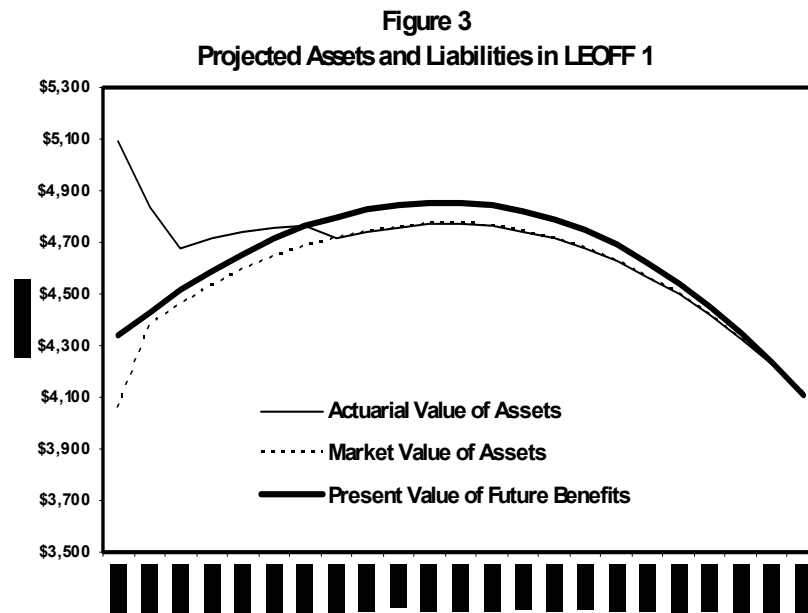 Figure 3
Projected Assets and Liabilities in LEOFF 1
$5,300
$5,100
$4,900
$4,700
$4,500
$4,300
$4,100
$3,900
$3,700
$3,500
Actuarial Value of Assets
Market Value of Assets
Present Value of Future Benefits